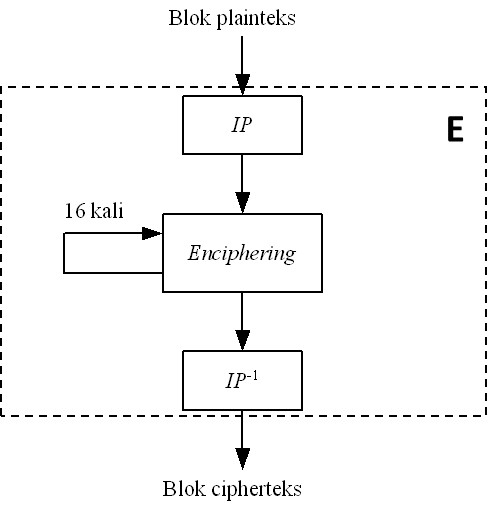 Blok plainteks
IP
E
16 kali
Enciphering
IP-1
Blok cipherteks